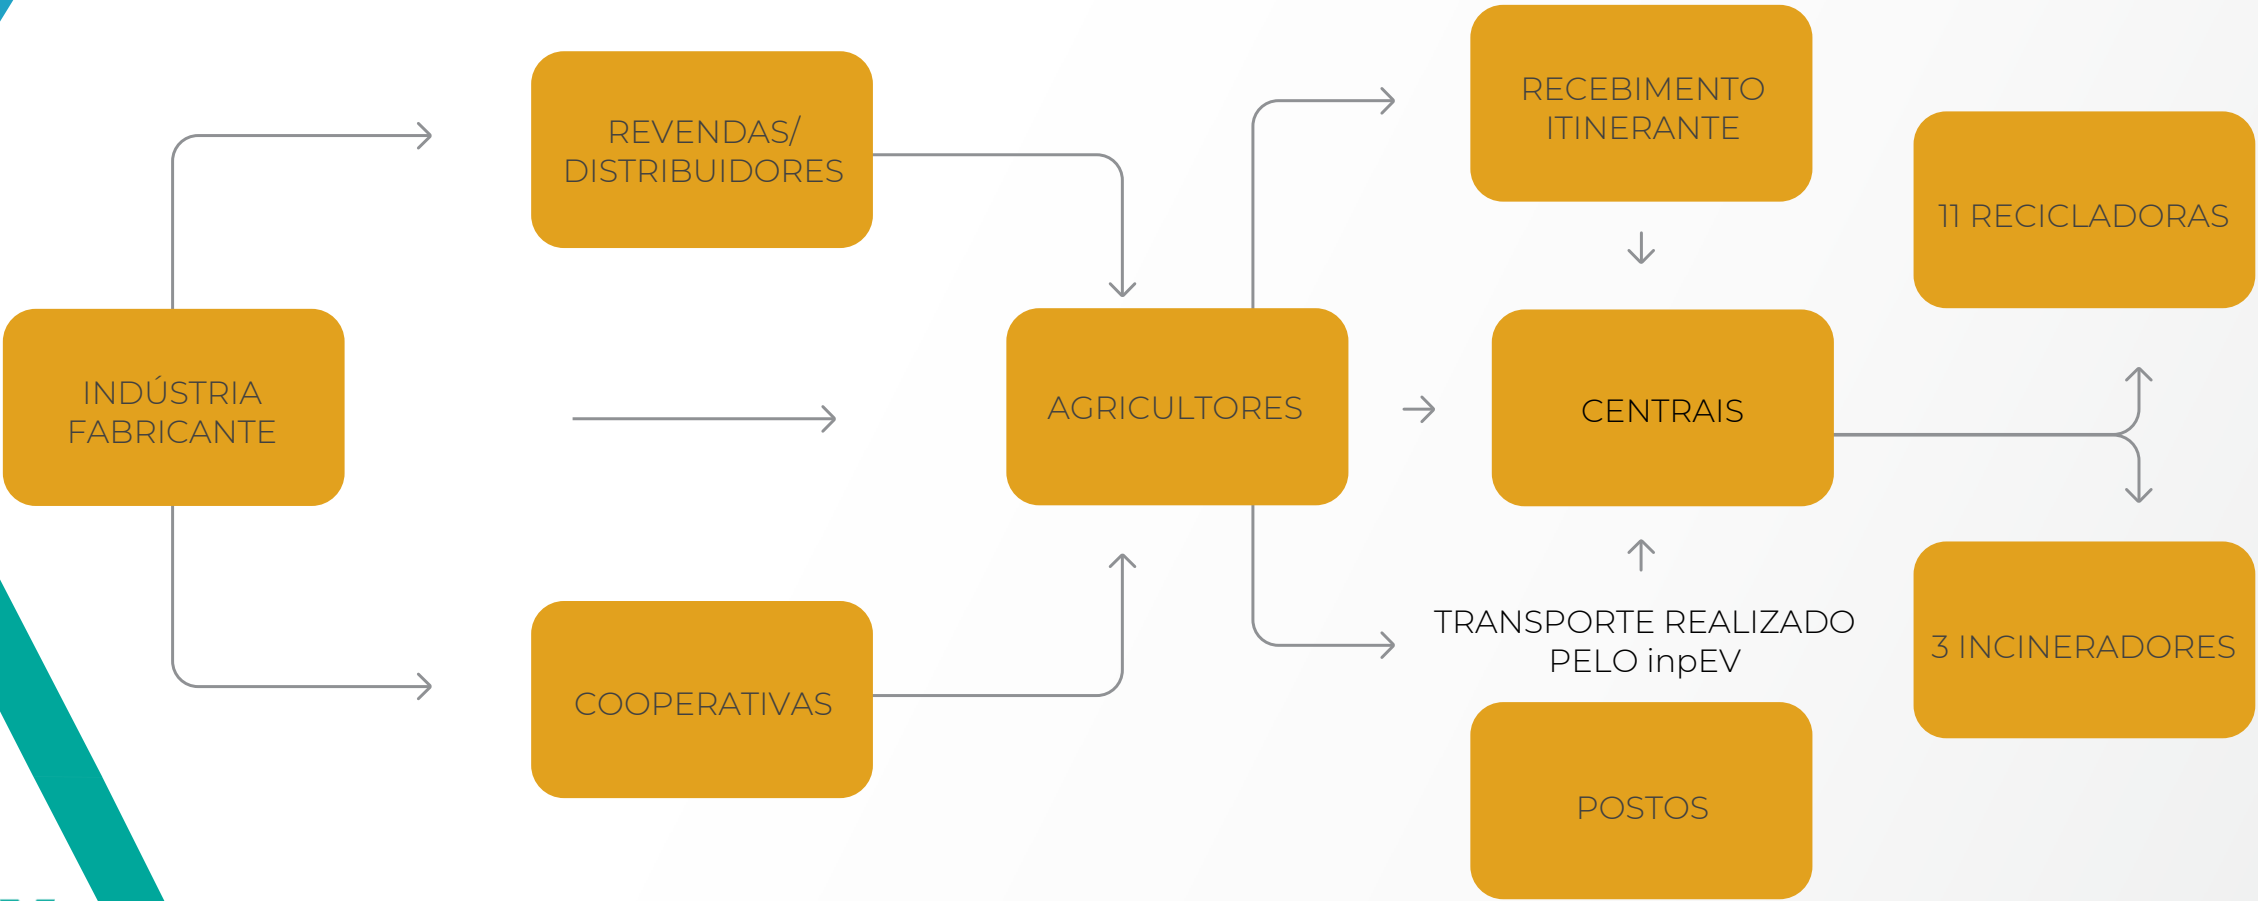 INDÚSTRIA
FABRICANTE
REVENDAS/
DISTRIBUIDORES
COOPERATIVAS
AGRICULTORES
RECEBIMENTO
ITINERANTE
CENTRAIS
TRANSPORTE REALIZADO
PELO inpEV
POSTOS
11 RECICLADORAS
3 INCINERADORES